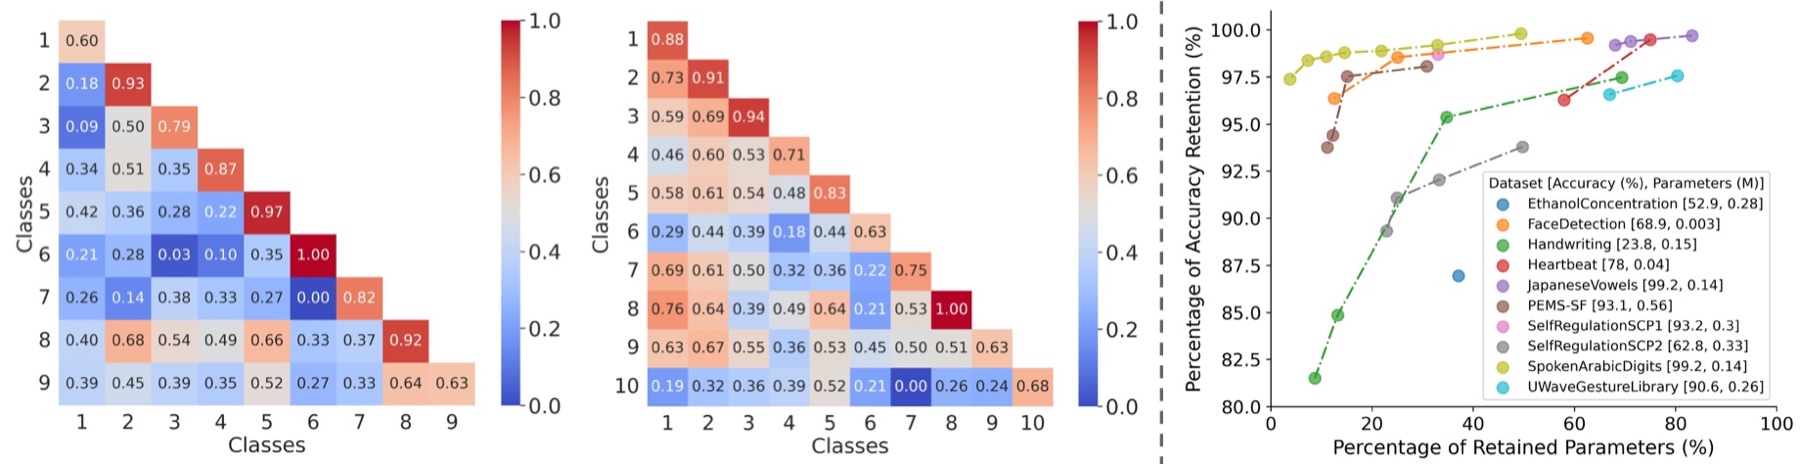 1 0.60
2 0.18 0.93
3 0.09 0.50 0.79
4 0.34 0.51 0.35 0.87
5 0.42 0.36 0.28 0.22 0.97
6 0.21 0.28 0.03 0.10 0.35 1.00
7 0.26 0.14 0.38 0.33 0.27 0.00 0.82
8 0.40 0.68 0.54 0.49 0.66 0.33 0.37 0.92
9 0.39 0.45 0.39 0.35 0.52 0.27 0.33 0.64 0.63
1 2 3 4 5 6 7 8 9
Classes
Classes
1.0
0.8
0.6
0.4
0.2
0.0
1 0.88
2 0.73 0.91
3 0.59 0.69 0.94
4 0.46 0.60 0.53 0.71
5 0.58 0.61 0.54 0.48 0.83
6 0.29 0.44 0.39 0.18 0.44 0.63
7 0.69 0.61 0.50 0.32 0.36 0.22 0.75
8 0.76 0.64 0.39 0.49 0.64 0.21 0.53 1.00
9 0.63 0.67 0.55 0.36 0.53 0.45 0.50 0.51 0.63
10 0.19 0.32 0.36 0.39 0.52 0.21 0.00 0.26 0.24 0.68
1 2 3 4 5 6 7 8 9 10
Classes
Classes
1.0
0.8
0.6
0.4
0.2
0.0
Percentage of Accuracy Retention (%)
100.0
97.5
95.0
92.5
90.0
87.5
85.0
82.5
80.0
Dataset [Accuracy (%), Parameters (M)]
EthanolConcentration [52.9, 0.28]
FaceDetection [68.9, 0.003]
Handwriting [23.8, 0.15]
Heartbeat [78, 0.04]
JapaneseVowels [99.2, 0.14]
PEMS-SF [93.1, 0.56]
SelfRegulationSCP1 [93.2, 0.3]
SelfRegulationSCP2 [62.8, 0.33]
SpokenArabicDigits [99.2, 0.14]
UWaveGestureLibrary [90.6, 0.26]
0 20 40 60 80 100
Percentage of Retained Parameters (%)